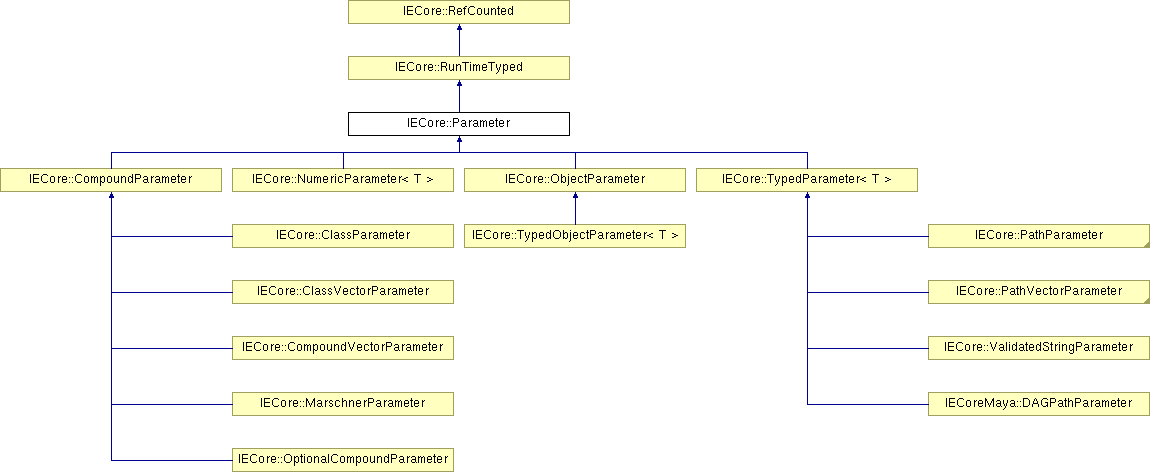 IECore::RefCounted
IECore::RunTimeTyped
IECore::Parameter
IECore::CompoundParameter
IECore::NumericParameter< T >
IECore::ObjectParameter
IECore::TypedParameter< T >
IECore::ClassParameter
IECore::TypedObjectParameter< T >
IECore::PathParameter
IECore::ClassVectorParameter
IECore::PathVectorParameter
IECore::CompoundVectorParameter
IECore::ValidatedStringParameter
IECore::MarschnerParameter
IECoreMaya::DAGPathParameter
IECore::OptionalCompoundParameter